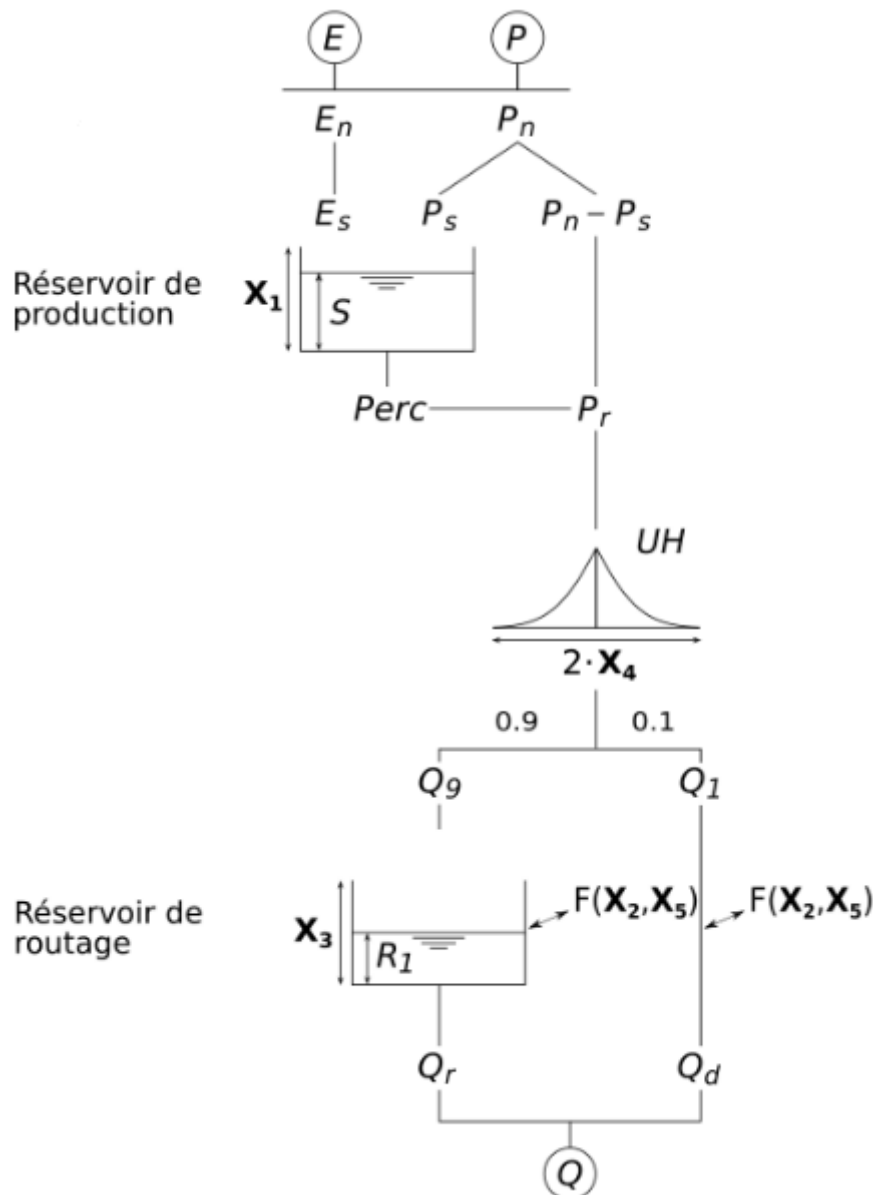 E P
Eₙ Pₙ
Eₛ Pₛ Pₙ – Pₛ
Réservoir de
production
X₁
S
Perc Pᵣ
UH
2·X₄
0.9 0.1
Q₉ Q₁
Réservoir de
routage
X₃
R₁
F(X₂,X₅) F(X₂,X₅)
Qᵣ Q_d
Q